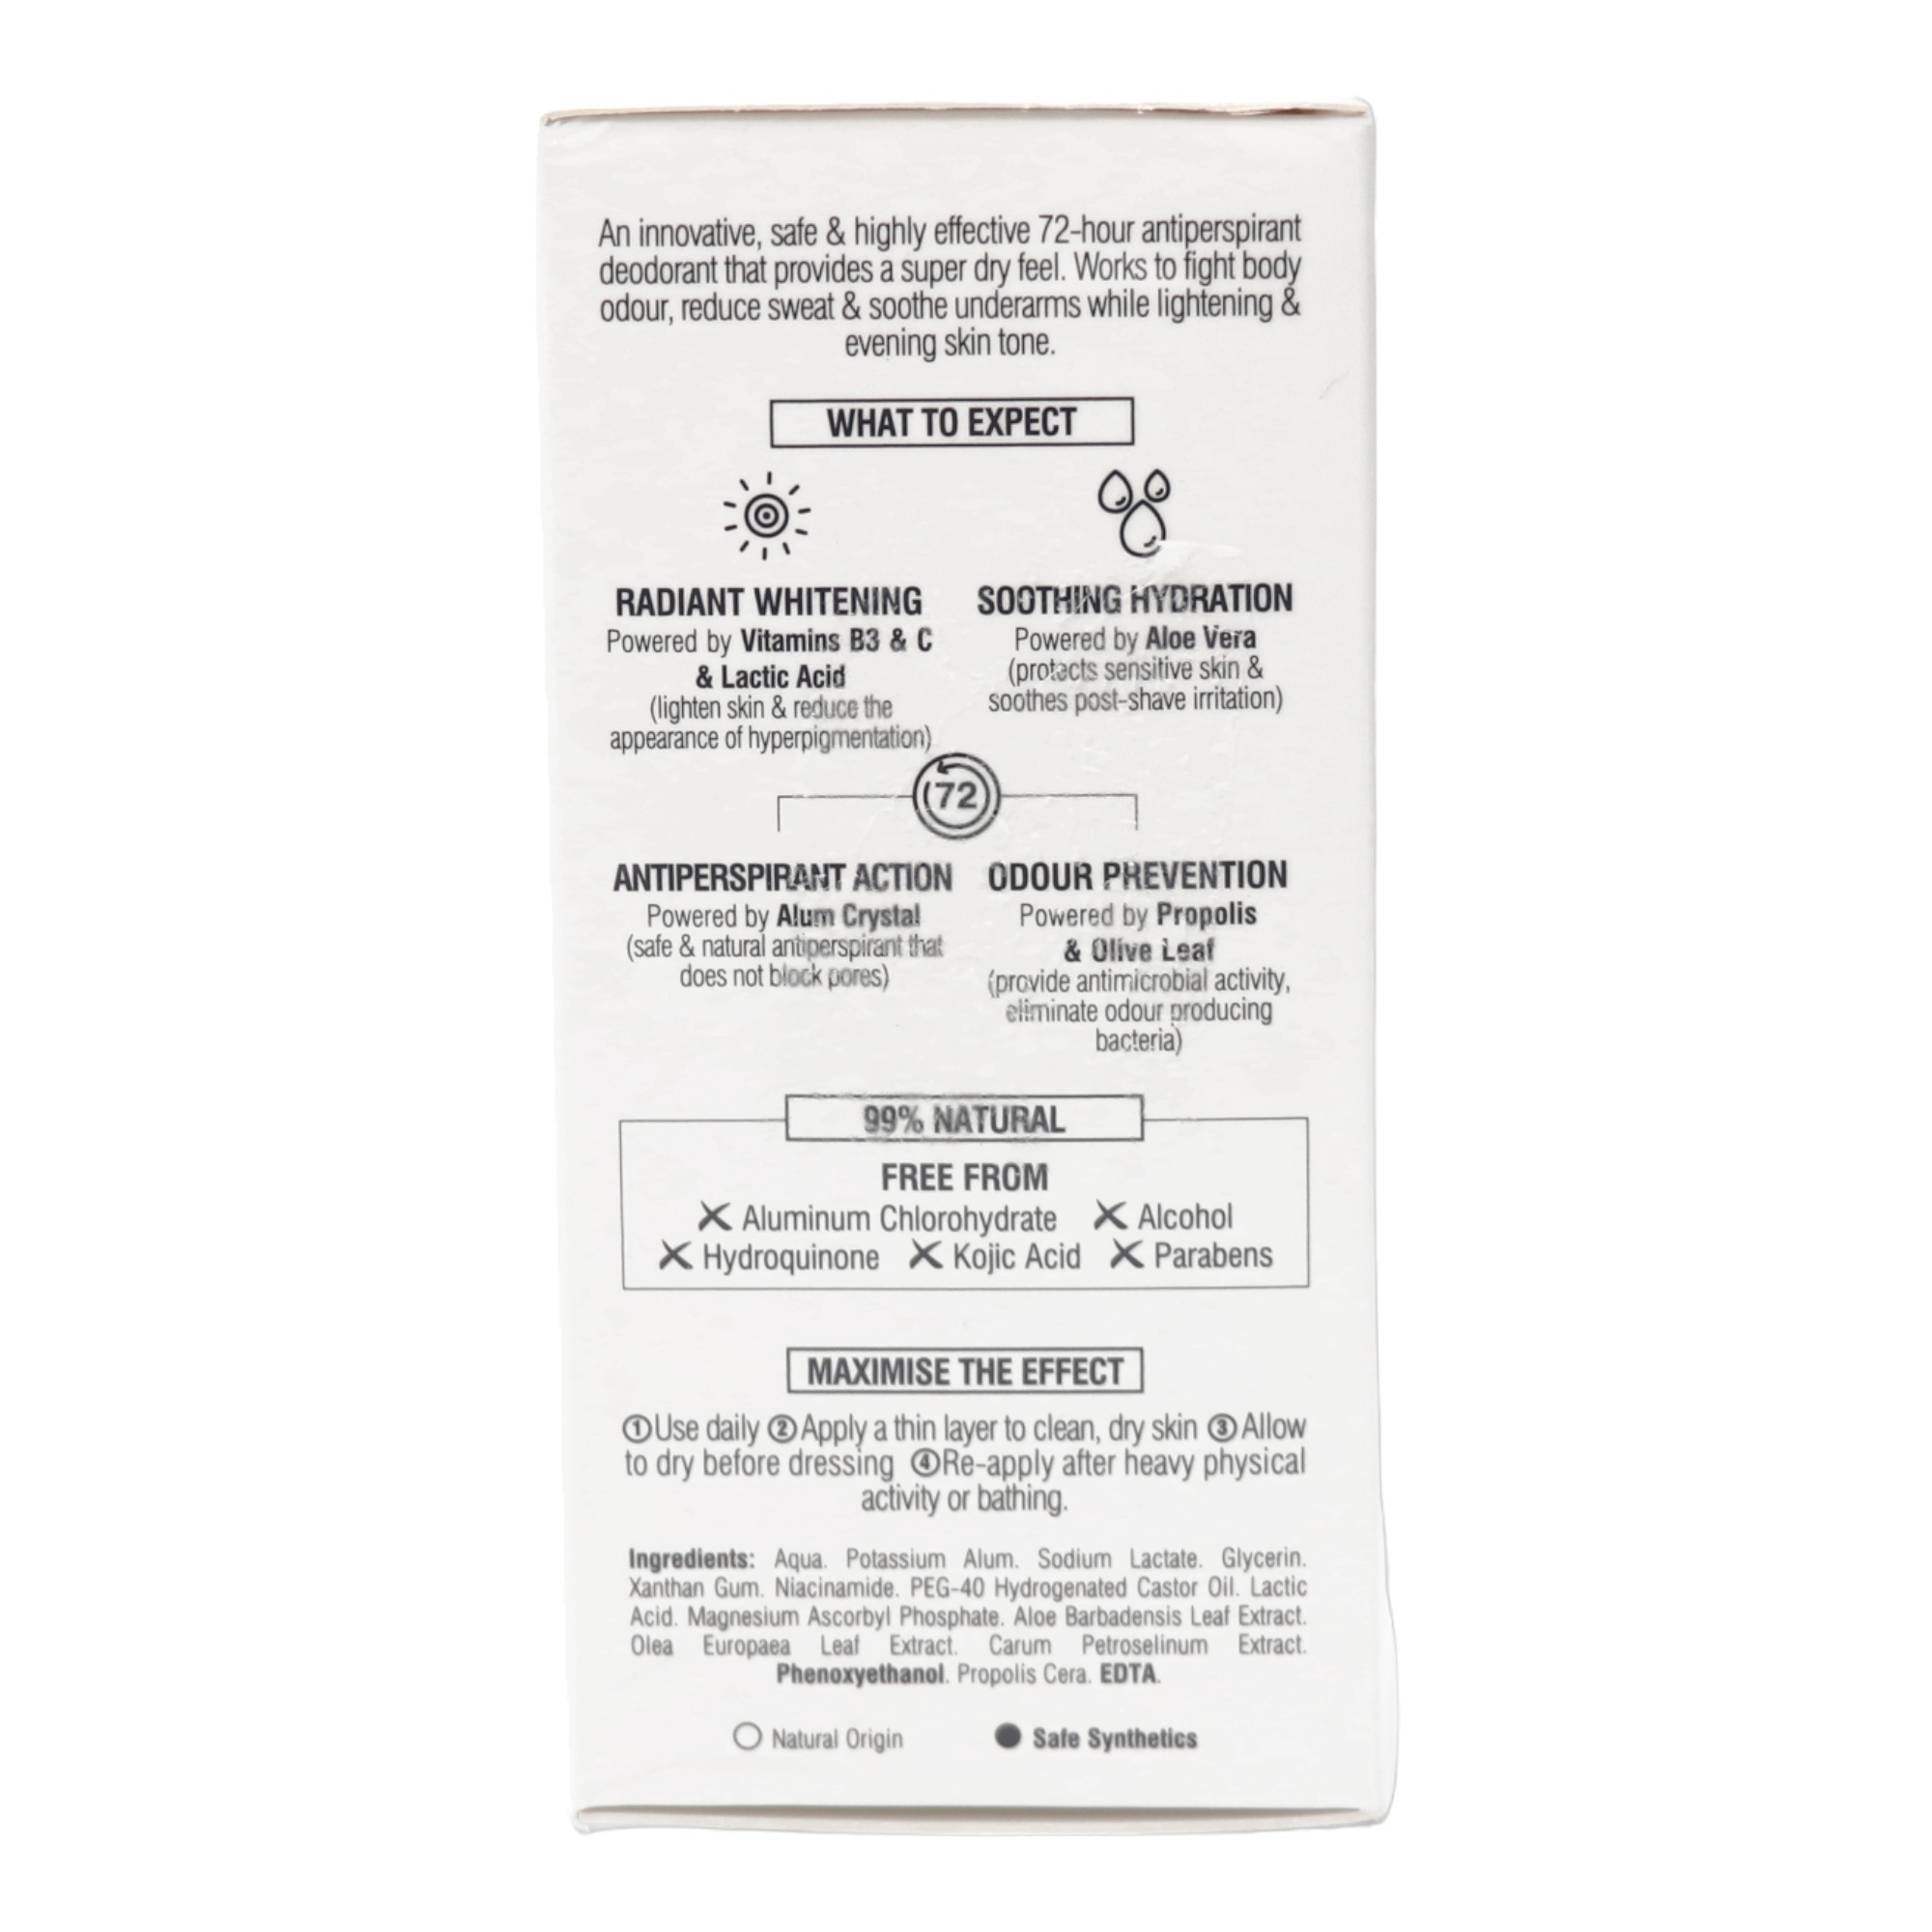 An innovative, safe & highly effective 72-hour antiperspirant
deodorant that provides a super dry feel. Works to fight body
odour, reduce sweat & soothe underarms while lightening &
evening skin tone.
WHAT TO EXPECT
RADIANT WHITENING
Powered by Vitamins B3 & C
& Lactic Acid
(lighten skin & reduce the
appearance of hyperpigmentation)
SOOTHING HYDRATION
Powered by Aloe Vera
(protects sensitive skin &
soothes post-shave irritation)
72
ANTIPERSPIRANT ACTION
Powered by Alum Crystal
(safe & natural antiperspirant that
does not block pores)
ODOUR PREVENTION
Powered by Propolis
& Olive Leaf
(provide antimicrobial activity,
eliminate odour producing
bacteria)
99% NATURAL
FREE FROM
Aluminum Chlorohydrate Alcohol
Hydroquinone Kojic Acid Parabens
MAXIMISE THE EFFECT
①Use daily ②Apply a thin layer to clean, dry skin ③Allow
to dry before dressing ④Re-apply after heavy physical
activity or bathing.
Ingredients: Aqua. Potassium Alum. Sodium Lactate. Glycerin.
Xanthan Gum. Niacinamide. PEG-40 Hydrogenated Castor Oil. Lactic
Acid. Magnesium Ascorbyl Phosphate. Aloe Barbadensis Leaf Extract.
Olea Europaea Leaf Extract. Carum Petroselinum Extract.
Phenoxyethanol. Propolis Cera. EDTA.
Natural Origin Safe Synthetics